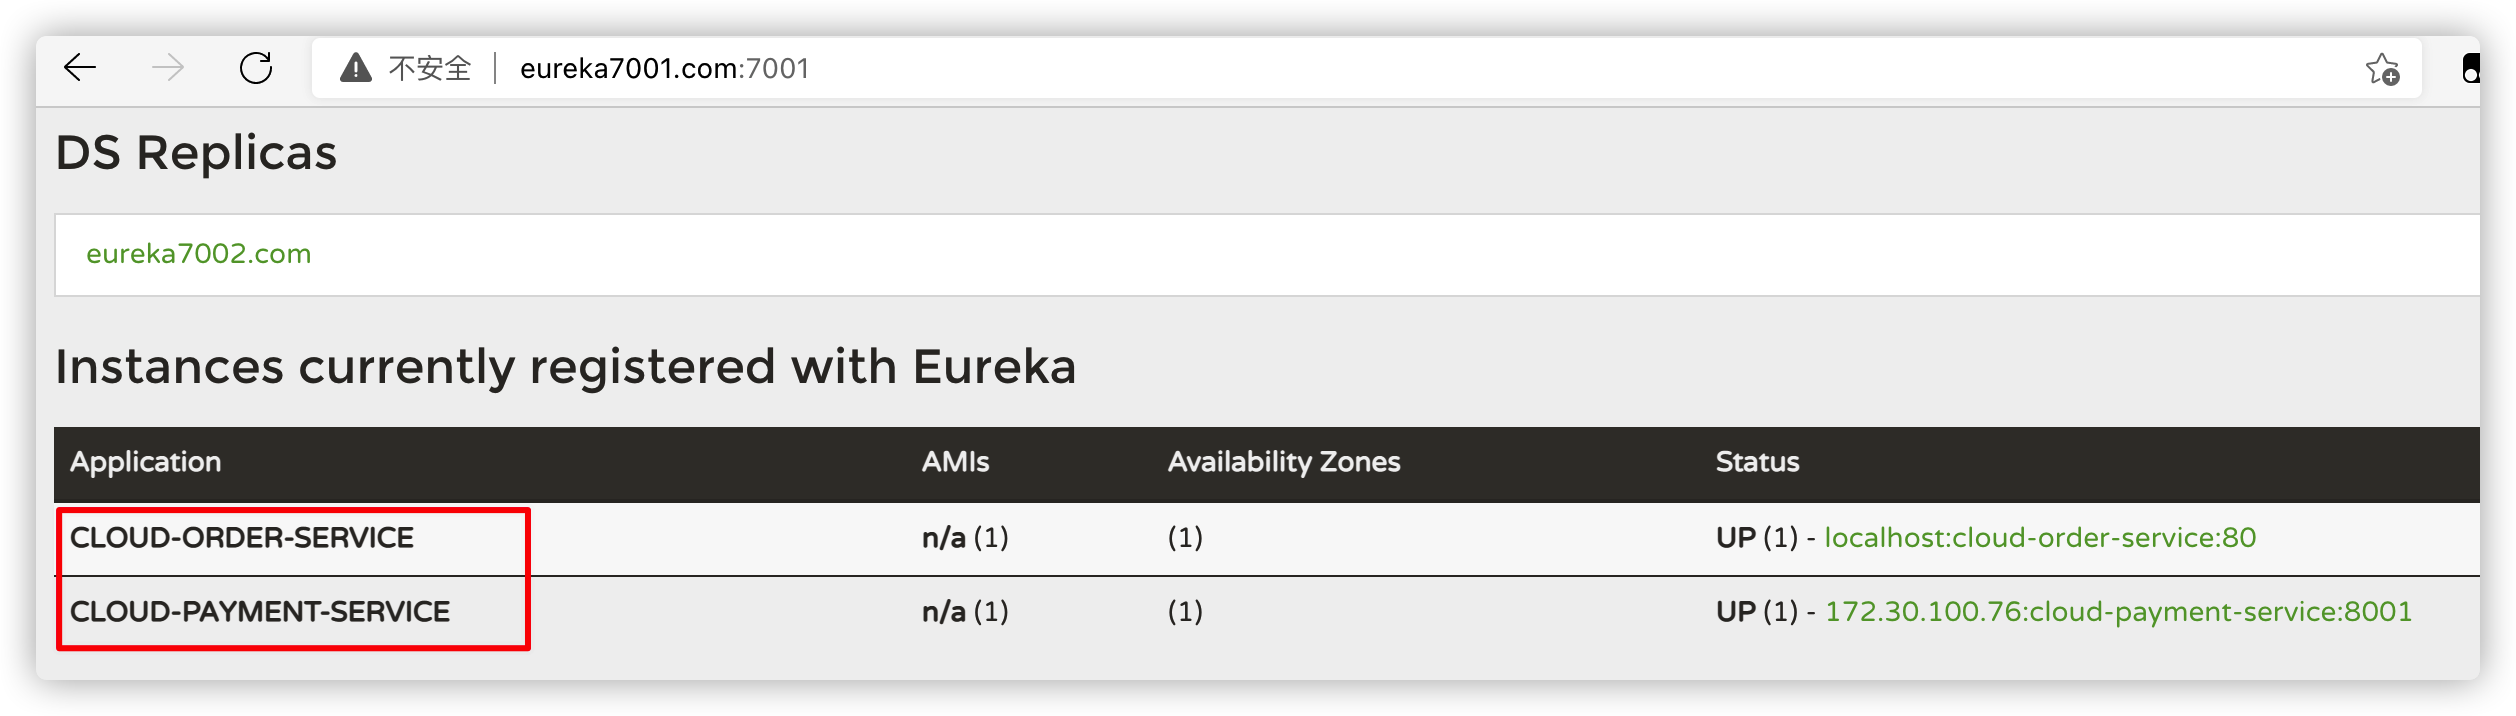 不安全 eureka7001.com:7001
DS Replicas
eureka7002.com
Instances currently registered with Eureka
Application AMIs Availability Zones Status
CLOUD-ORDER-SERVICE n/a (1) (1) UP (1) - localhost:cloud-order-service:80
CLOUD-PAYMENT-SERVICE n/a (1) (1) UP (1) - 172.30.100.76:cloud-payment-service:8001